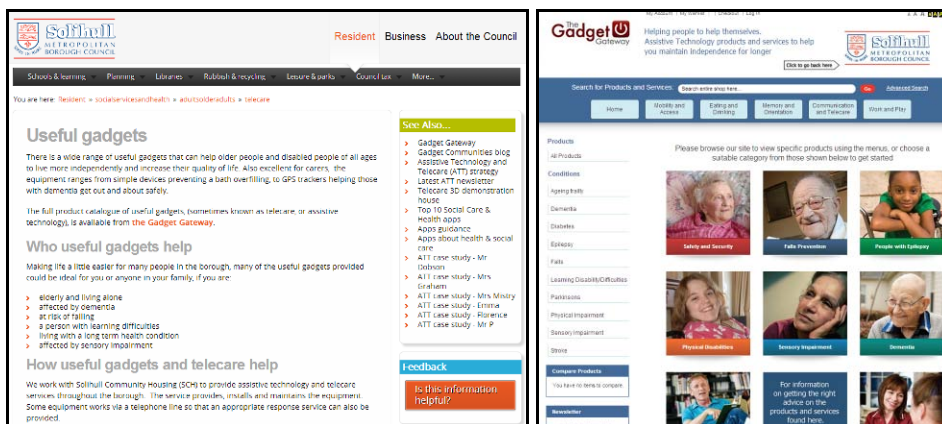 Solihull
METROPOLITAN
BOROUGH COUNCIL
Resident Business About the Council
Schools & learning Planning Libraries Rubbish & recycling Leisure & parks Council tax More...
You are here: Resident » socialservicesandhealth » adultsolderadults » telecare
Useful gadgets
There is a wide range of useful gadgets that can help older people and disabled people of all ages
to live more independently and increase their quality of life. Also excellent for carers, the
equipment ranges from simple devices preventing a bath overfilling, to GPS trackers helping those
with dementia get out and about safely.
The full product catalogue of useful gadgets, (sometimes known as telecare, or assistive
technology), is available from the Gadget Gateway.
Who useful gadgets help
Making life a little easier for many people in the borough, many of the useful gadgets provided
could be ideal for you or anyone in your family, if you are:
elderly and living alone
affected by dementia
at risk of falling
a person with learning difficulties
living with a long term health condition
affected by sensory impairment
How useful gadgets and telecare help
We work with Solihull Community Housing (SCH) to provide assistive technology and telecare
services throughout the borough. The service provides, installs and maintains the equipment.
Some equipment works via a telephone line so that an appropriate response service can also be
provided.
See Also...
Gadget Gateway
Gadget Communities blog
Assistive Technology and
Telecare (ATT) strategy
Latest ATT newsletter
Telecare 3D demonstration
house
Top 10 Social Care &
Health apps
Apps guidance
Apps about health & social
care
ATT case study - Mr
Dobson
ATT case study - Mrs
Graham
ATT case study - Mrs Mistry
ATT case study - Emma
ATT case study - Florence
ATT case study - Mr P
Feedback
Is this information
helpful?
My Account | My Wishlist | Checkout | Log In
The
Gadget
Gateway
Helping people to help themselves.
Assistive Technology products and services to help
you maintain independence for longer
Click to go back here
Solihull
METROPOLITAN
BOROUGH COUNCIL
Search for Products and Services: Search entire shop here... Go Advanced Search
Home
Mobility and
Access
Eating and
Drinking
Memory and
Orientation
Communication
and Telecare
Work and Play
Products
All Products
Conditions
Ageing traits
Dementia
Diabetes
Epilepsy
Falls
Learning Disability/Difficulties
Parkinsons
Physical Impairment
Sensory Impairment
Stroke
Compare Products
You have no items to compare.
Newsletter
Please browse our site to view specific products using the menus, or choose a
suitable category from those shown below to get started
Safety and Security
Falls Prevention
People with Epilepsy
Physical Disabilities
Sensory Impairment
Dementia
For information
on getting the right
advice on the
products and services
found here,